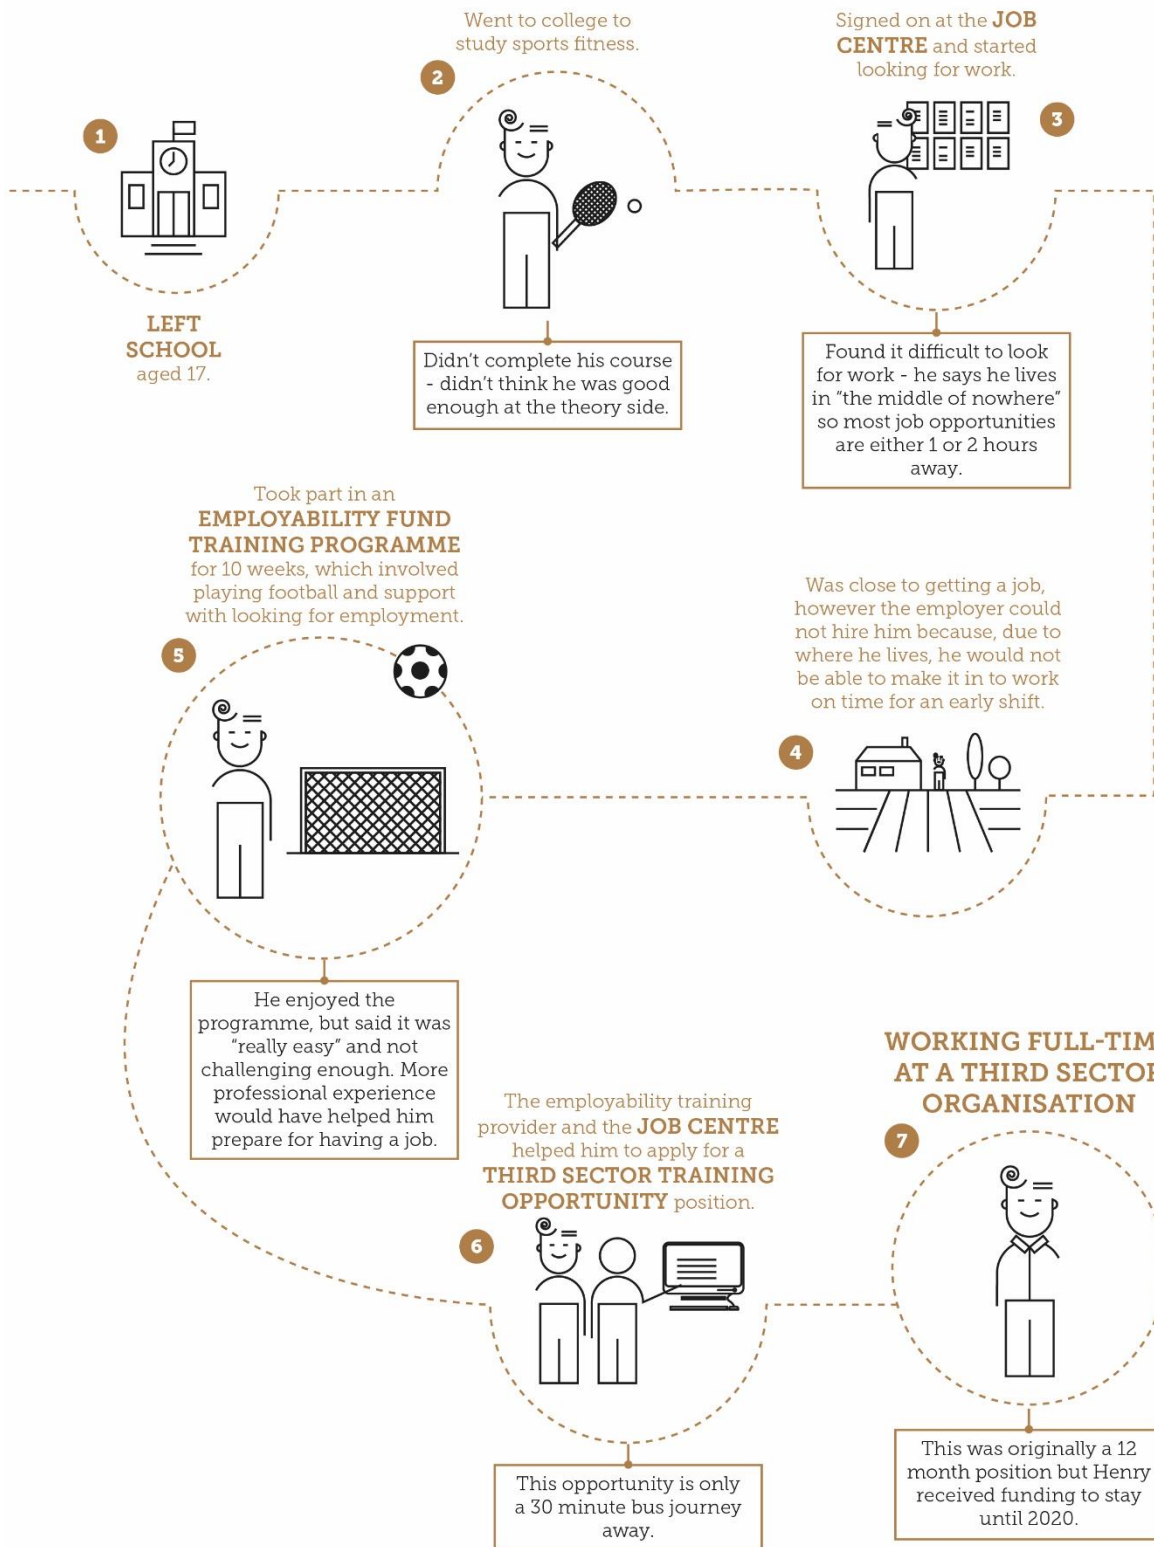 1
LEFT
SCHOOL
aged 17.
Went to college to
study sports fitness.
2
Didn't complete his course
- didn't think he was good
enough at the theory side.
Signed on at the JOB
CENTRE and started
looking for work.
3
Found it difficult to look
for work - he says he lives
in "the middle of nowhere"
so most job opportunities
are either 1 or 2 hours
away.
Was close to getting a job,
however the employer could
not hire him because, due to
where he lives, he would not
be able to make it in to work
on time for an early shift.
4
Took part in an
EMPLOYABILITY FUND
TRAINING PROGRAMME
for 10 weeks, which involved
playing football and support
with looking for employment.
5
He enjoyed the
programme, but said it was
"really easy" and not
challenging enough. More
professional experience
would have helped him
prepare for having a job.
The employability training
provider and the JOB CENTRE
helped him to apply for a
THIRD SECTOR TRAINING
OPPORTUNITY position.
6
This opportunity is only
a 30 minute bus journey
away.
WORKING FULL-TIM
AT A THIRD SECTO
ORGANISATION
7
This was originally a 12
month position but Henry
received funding to stay
until 2020.